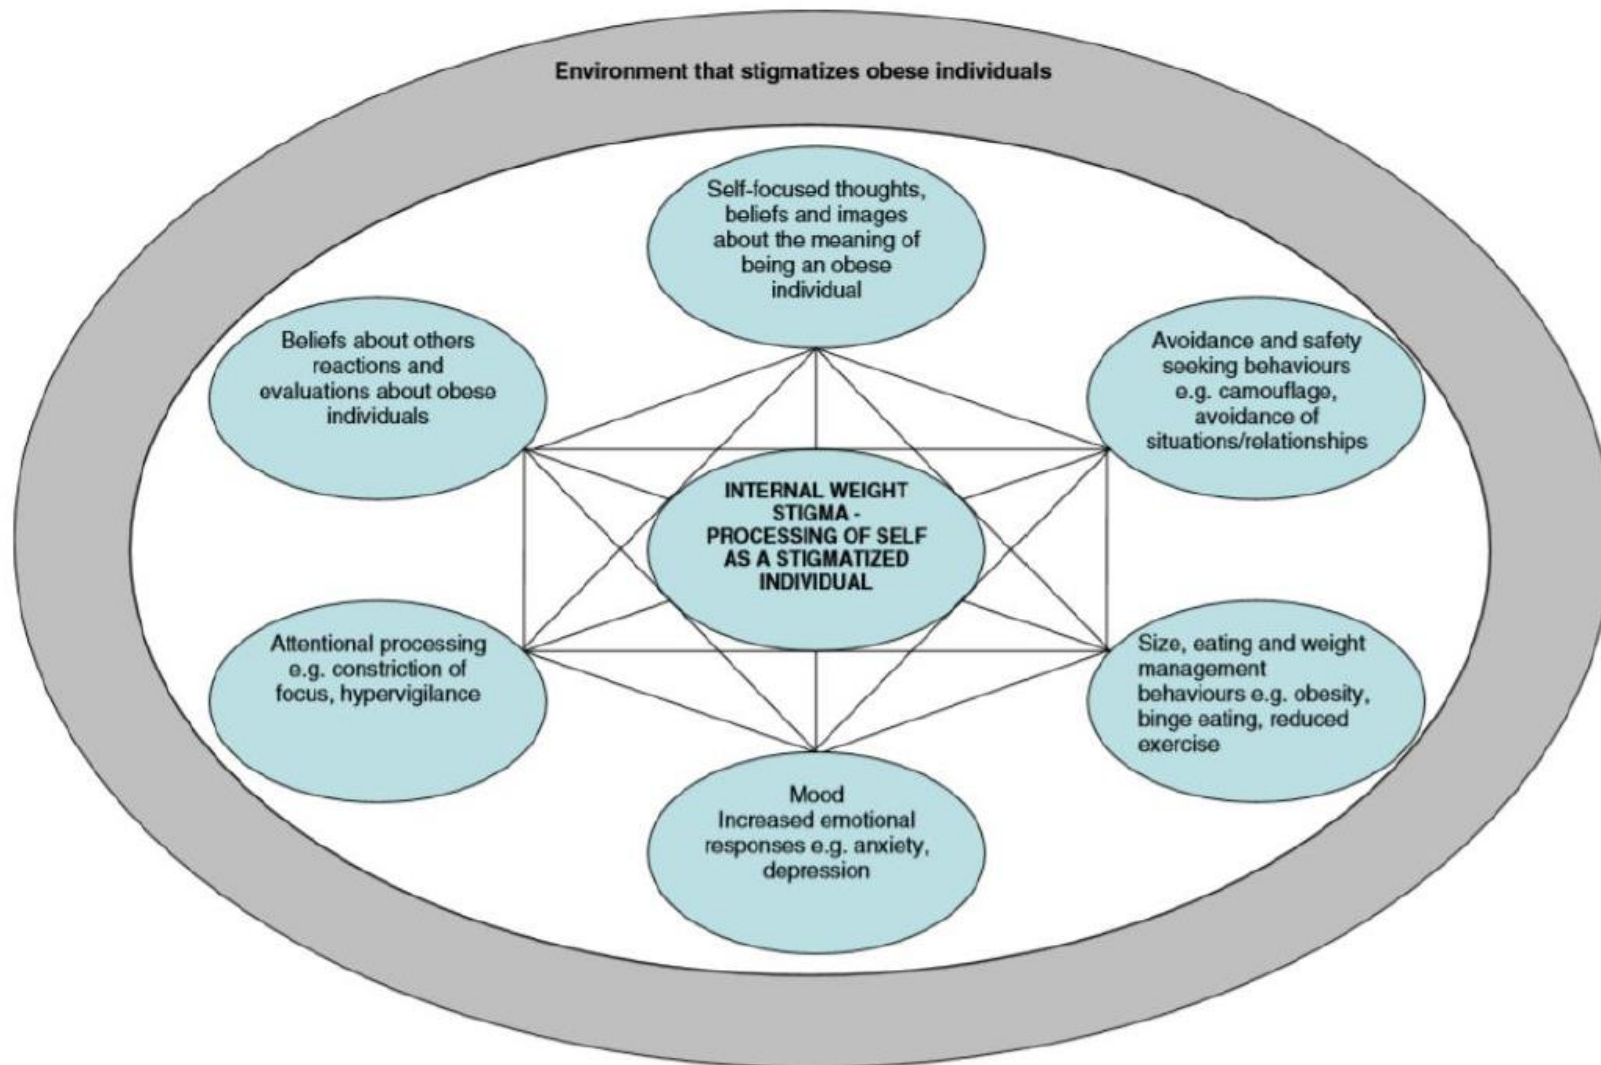 Environment that stigmatizes obese individuals
Self-focused thoughts,
beliefs and images
about the meaning of
being an obese
individual
Beliefs about others
reactions and
evaluations about obese
individuals
Avoidance and safety
seeking behaviours
e.g. camouflage,
avoidance of
situations/relationships
INTERNAL WEIGHT
STIGMA -
PROCESSING OF SELF
AS A STIGMATIZED
INDIVIDUAL
Attentional processing
e.g. constriction of
focus, hypervigilance
Size, eating and weight
management
behaviours e.g. obesity,
binge eating, reduced
exercise
Mood
Increased emotional
responses e.g. anxiety,
depression